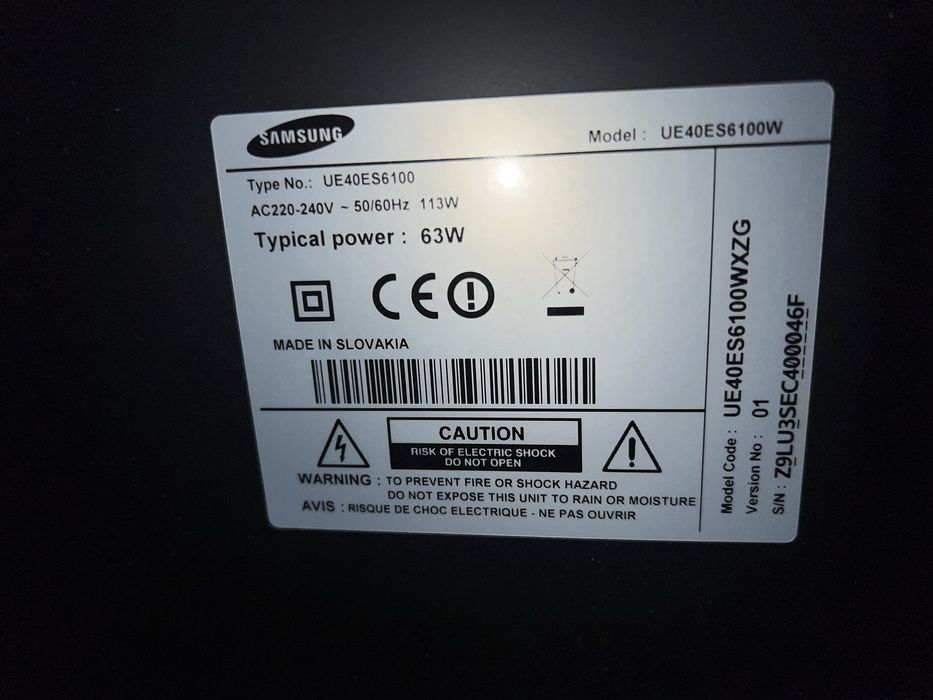 SAMSUNG
Model : UE40ES6100W
Type No.: UE40ES6100
AC220-240V ~ 50/60Hz 113W
Typical power : 63W
CE
MADE IN SLOVAKIA
CAUTION
RISK OF ELECTRIC SHOCK
DO NOT OPEN
WARNING : TO PREVENT FIRE OR SHOCK HAZARD
DO NOT EXPOSE THIS UNIT TO RAIN OR MOISTURE
AVIS : RISQUE DE CHOC ELECTRIQUE - NE PAS OUVRIR
Model Code : UE40ES6100WXZG
Version No : 01
S/N : Z9LU3SEC400046F